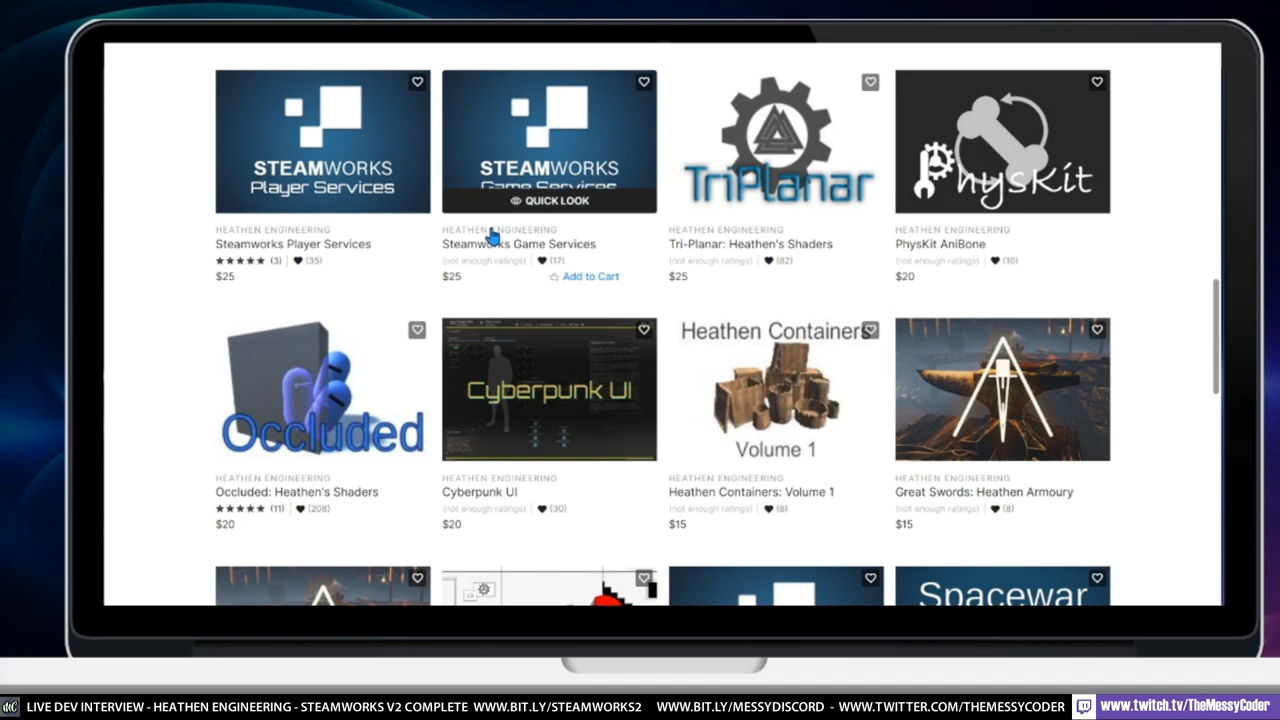 STEAMWORKS
Player Services
HEATHEN ENGINEERING
Steamworks Player Services
★★★★★ (3) | ♥ (35)
$25
STEAMWORKS
Game Services
QUICK LOOK
HEATHEN ENGINEERING
Steamworks Game Services
(not enough ratings) | ♥ (17)
$25 Add to Cart
TriPlanar
HEATHEN ENGINEERING
Tri-Planar: Heathen's Shaders
(not enough ratings) | ♥ (82)
$25
PhysKit
HEATHEN ENGINEERING
PhysKit AniBone
(not enough ratings) | ♥ (10)
$20
Occluded
HEATHEN ENGINEERING
Occluded: Heathen's Shaders
★★★★★ (11) | ♥ (208)
$20
Cyberpunk UI
HEATHEN ENGINEERING
Cyberpunk UI
(not enough ratings) | ♥ (30)
$20
Heathen Containers
Volume 1
HEATHEN ENGINEERING
Heathen Containers: Volume 1
(not enough ratings) | ♥ (8)
$15
HEATHEN ENGINEERING
Great Swords: Heathen Armoury
(not enough ratings) | ♥ (8)
$15
Spacewar
LIVE DEV INTERVIEW - HEATHEN ENGINEERING - STEAMWORKS V2 COMPLETE WWW.BIT.LY/STEAMWORKS2 WWW.BIT.LY/MESSYDISCORD - WWW.TWITTER.COM/THEMESSYCODER
www.twitch.tv/TheMessyCoder